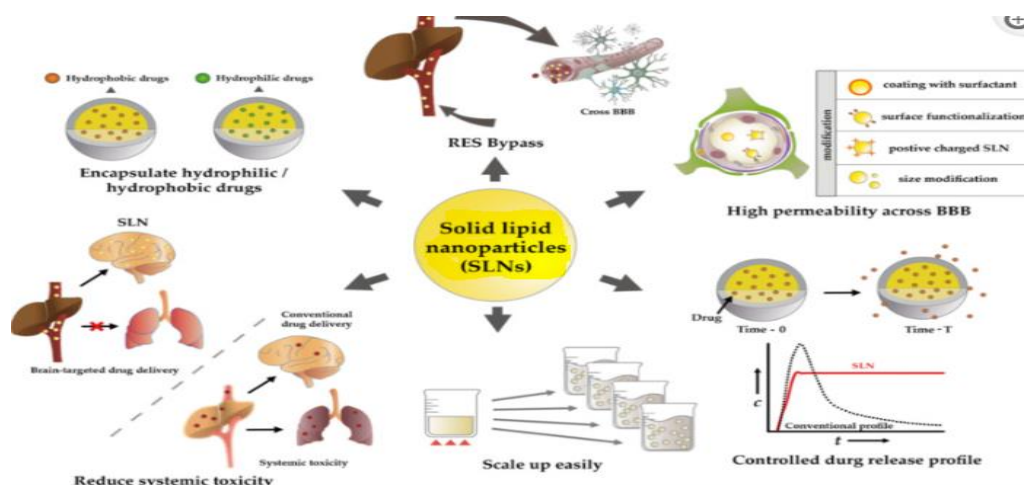 Hydrophobic drugs
Hydrophilic drugs
Encapsulate hydrophilic /
hydrophobic drugs
RES Bypass
Cross BBB
modification
coating with surfactant
surface functionalization
postive charged SLN
size modification
High permeability across BBB
Solid lipid
nanoparticles
(SLNs)
SLN
Brain-targeted drug delivery
Conventional
drug delivery
Systemic toxicity
Reduce systemic toxicity
Scale up easily
Drug
Time - 0
Time - T
SLN
c
Conventional profile
t
Controlled durg release profile